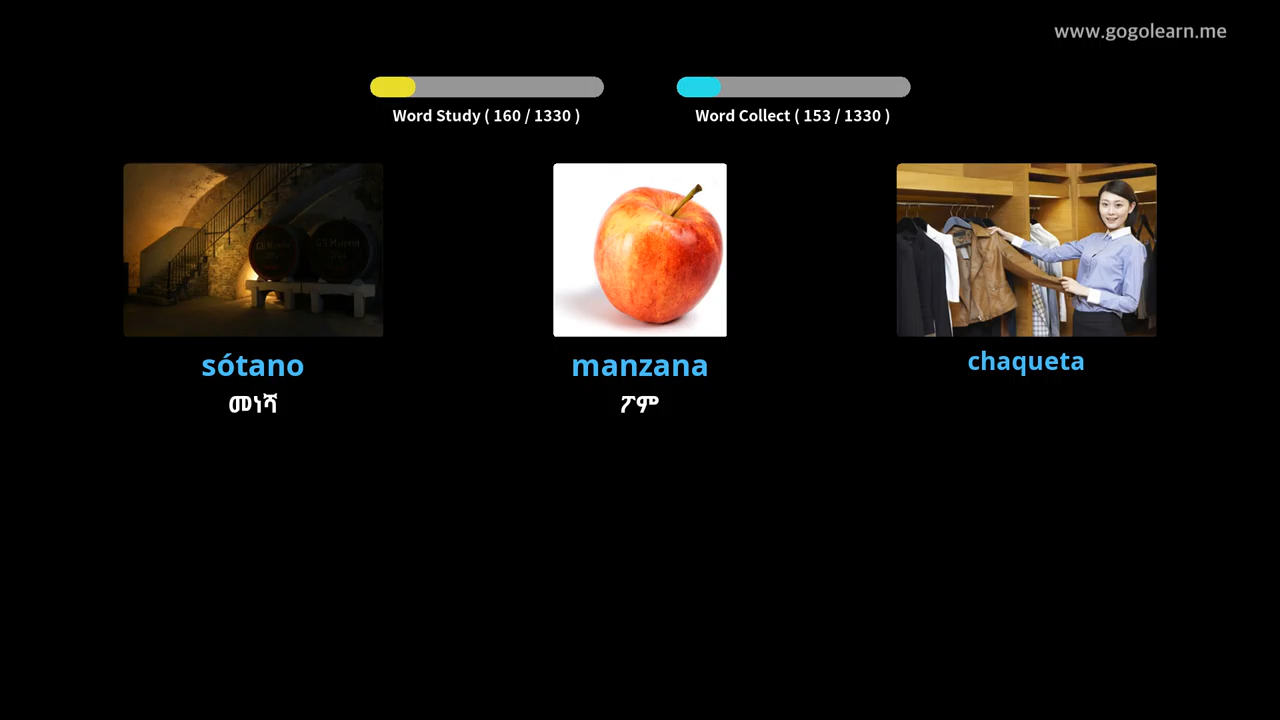 www.gogolearn.me
Word Study ( 160 / 1330 )
Word Collect ( 153 / 1330 )
sótano
manzana
chaqueta
መነሻ
ፖም